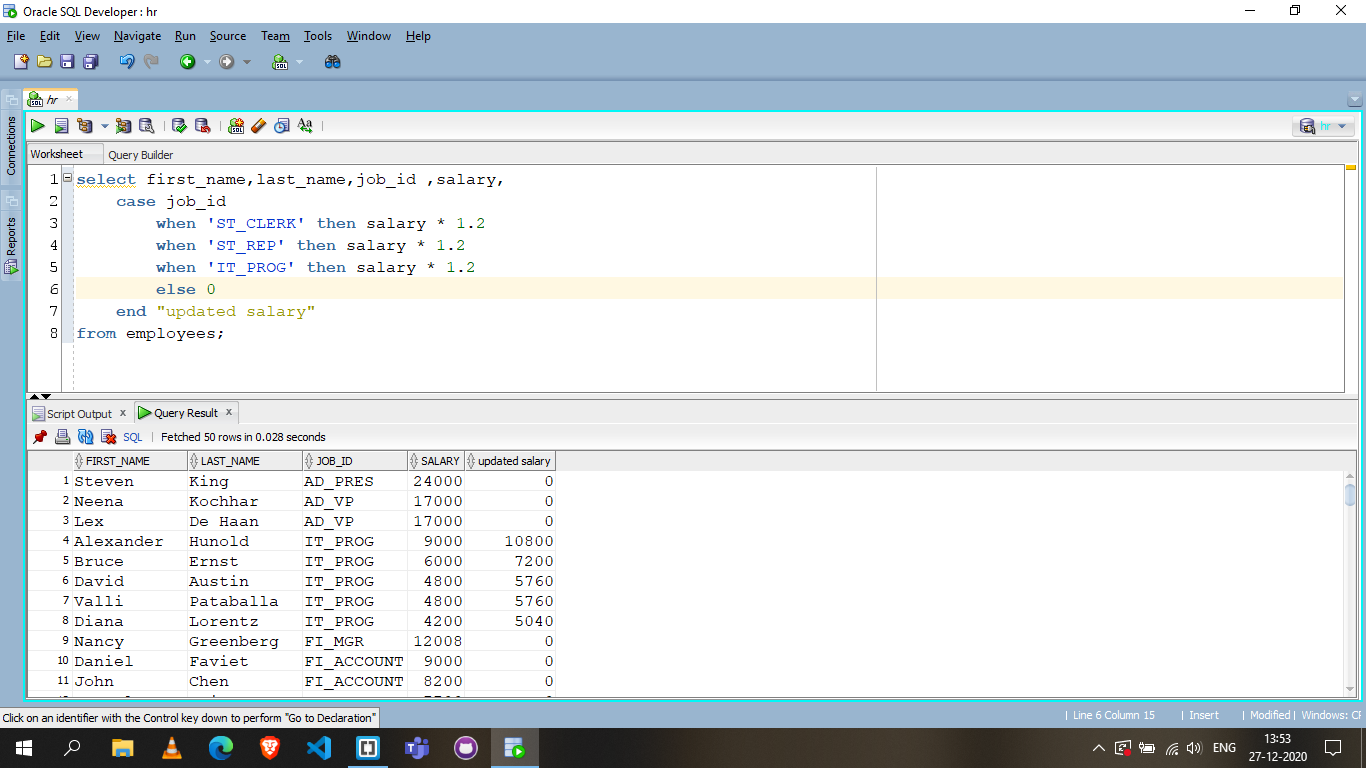 Oracle SQL Developer : hr
File Edit View Navigate Run Source Team Tools Window Help
hr
Connections
Reports
hr
Worksheet Query Builder
1 select first_name,last_name,job_id ,salary,
2 case job_id
3 when 'ST_CLERK' then salary * 1.2
4 when 'ST_REP' then salary * 1.2
5 when 'IT_PROG' then salary * 1.2
6 else 0
7 end "updated salary"
8 from employees;
Script Output x Query Result x
SQL | Fetched 50 rows in 0.028 seconds
FIRST_NAME LAST_NAME JOB_ID SALARY updated salary
1 Steven King AD_PRES 24000 0
2 Neena Kochhar AD_VP 17000 0
3 Lex De Haan AD_VP 17000 0
4 Alexander Hunold IT_PROG 9000 10800
5 Bruce Ernst IT_PROG 6000 7200
6 David Austin IT_PROG 4800 5760
7 Valli Pataballa IT_PROG 4800 5760
8 Diana Lorentz IT_PROG 4200 5040
9 Nancy Greenberg FI_MGR 12008 0
10 Daniel Faviet FI_ACCOUNT 9000 0
11 John Chen FI_ACCOUNT 8200 0
Click on an identifier with the Control key down to perform "Go to Declaration"
| Line 6 Column 15 | Insert | Modified | Windows: CF
ENG
13:53
27-12-2020